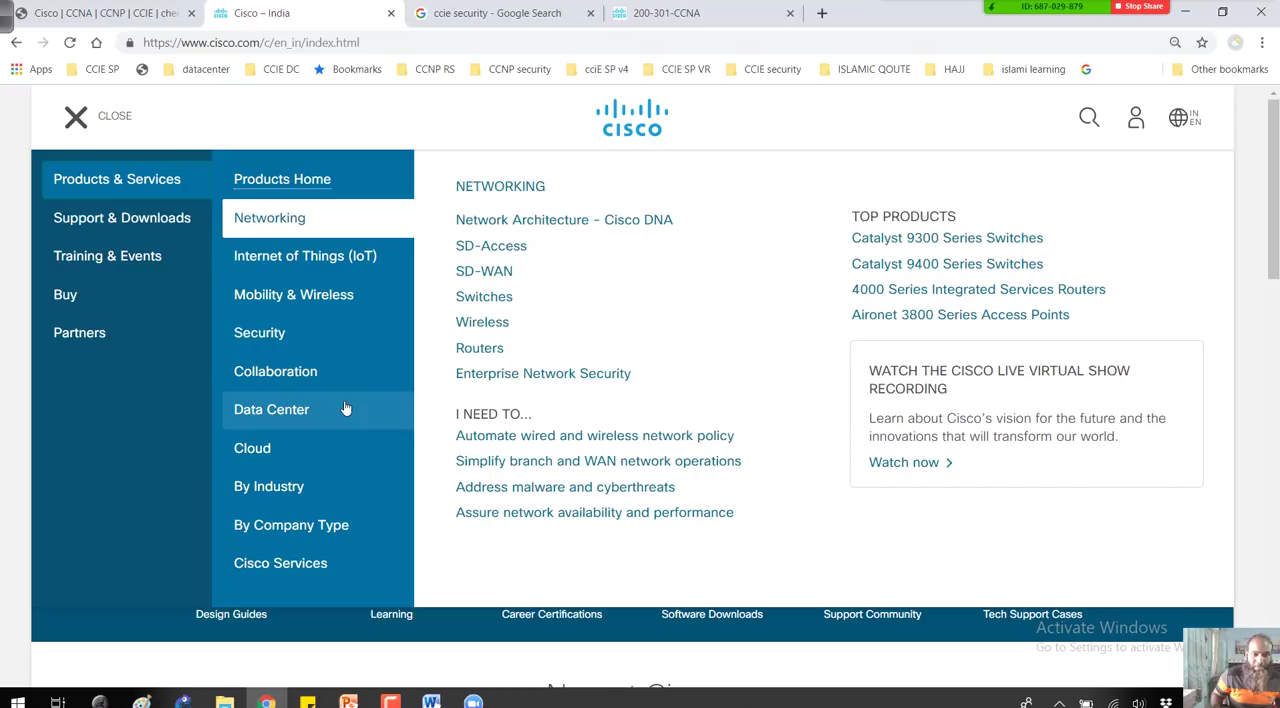 Cisco | CCNA | CCNP | CCIE | che
Cisco – India
ccie security - Google Search
200-301-CCNA
ID: 687-029-879
Stop Share
https://www.cisco.com/c/en_in/index.html
Apps
CCIE SP
datacenter
CCIE DC
Bookmarks
CCNP RS
CCNP security
cciE SP v4
CCIE SP VR
CCIE security
ISLAMIC QOUTE
HAJJ
islami learning
Other bookmarks
CLOSE
CISCO
IN
EN
Products & Services
Support & Downloads
Training & Events
Buy
Partners
Products Home
Networking
Internet of Things (IoT)
Mobility & Wireless
Security
Collaboration
Data Center
Cloud
By Industry
By Company Type
Cisco Services
NETWORKING
Network Architecture – Cisco DNA
SD-Access
SD-WAN
Switches
Wireless
Routers
Enterprise Network Security
I NEED TO...
Automate wired and wireless network policy
Simplify branch and WAN network operations
Address malware and cyberthreats
Assure network availability and performance
TOP PRODUCTS
Catalyst 9300 Series Switches
Catalyst 9400 Series Switches
4000 Series Integrated Services Routers
Aironet 3800 Series Access Points
WATCH THE CISCO LIVE VIRTUAL SHOW
RECORDING
Learn about Cisco's vision for the future and the
innovations that will transform our world.
Watch now
Design Guides
Learning
Career Certifications
Software Downloads
Support Community
Tech Support Cases
Activate Windows
Go to Settings to activate W